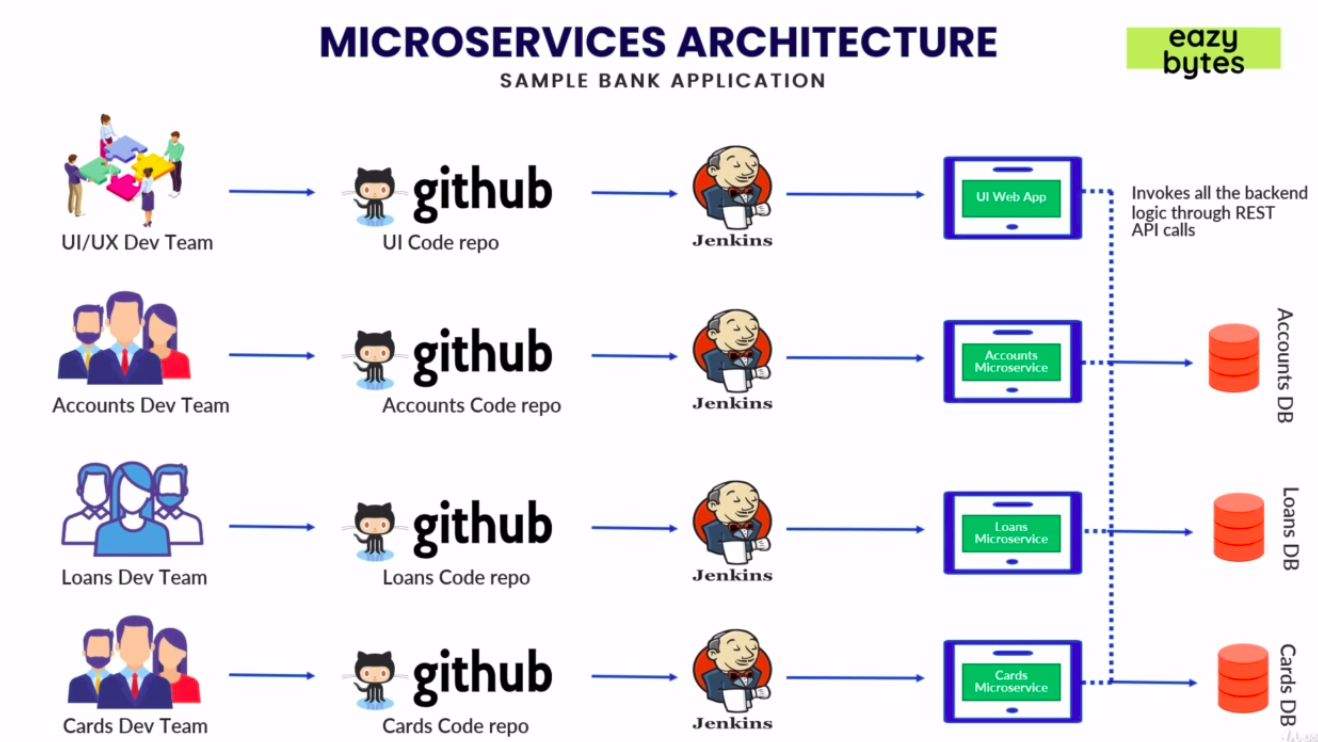 MICROSERVICES ARCHITECTURE
SAMPLE BANK APPLICATION
eazy
bytes
UI/UX Dev Team
github
UI Code repo
Jenkins
UI Web App
Invokes all the backend
logic through REST
API calls
Accounts Dev Team
github
Accounts Code repo
Jenkins
Accounts
Microservice
Accounts DB
Loans Dev Team
github
Loans Code repo
Jenkins
Loans
Microservice
Loans DB
Cards Dev Team
github
Cards Code repo
Jenkins
Cards
Microservice
Cards DB